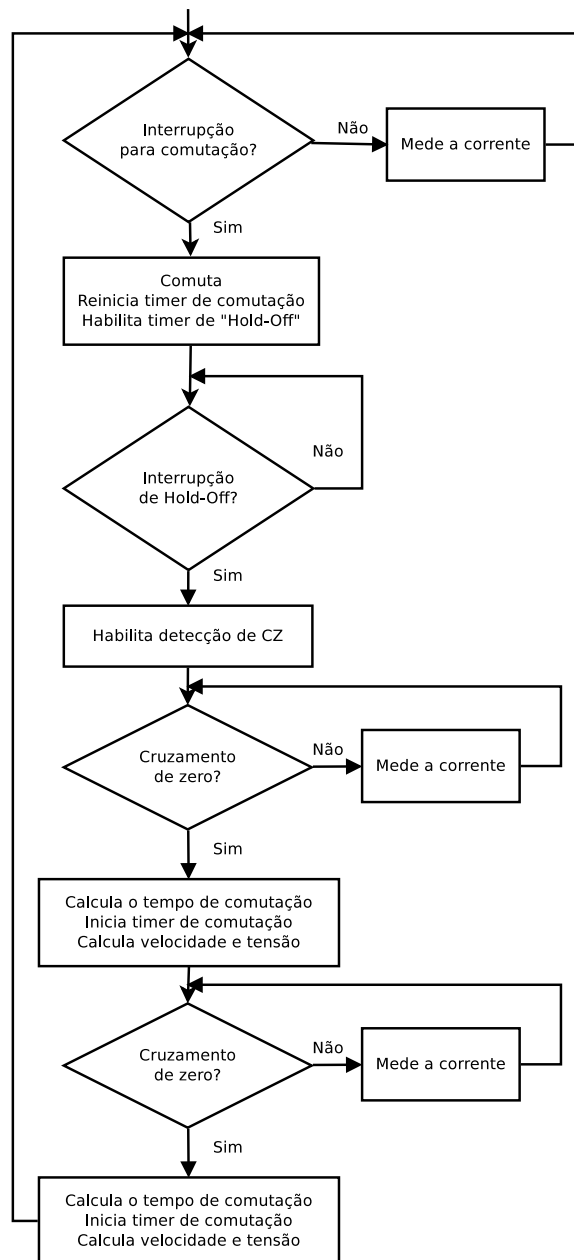 Interrupção
para comutação?
Não
Mede a corrente
Sim
Comuta
Reinicia timer de comutação
Habilita timer de "Hold-Off"
Não
Interrupção
de Hold-Off?
Sim
Habilita detecção de CZ
Cruzamento
de zero?
Não
Mede a corrente
Sim
Calcula o tempo de comutação
Inicia timer de comutação
Calcula velocidade e tensão
Cruzamento
de zero?
Não
Mede a corrente
Sim
Calcula o tempo de comutação
Inicia timer de comutação
Calcula velocidade e tensão